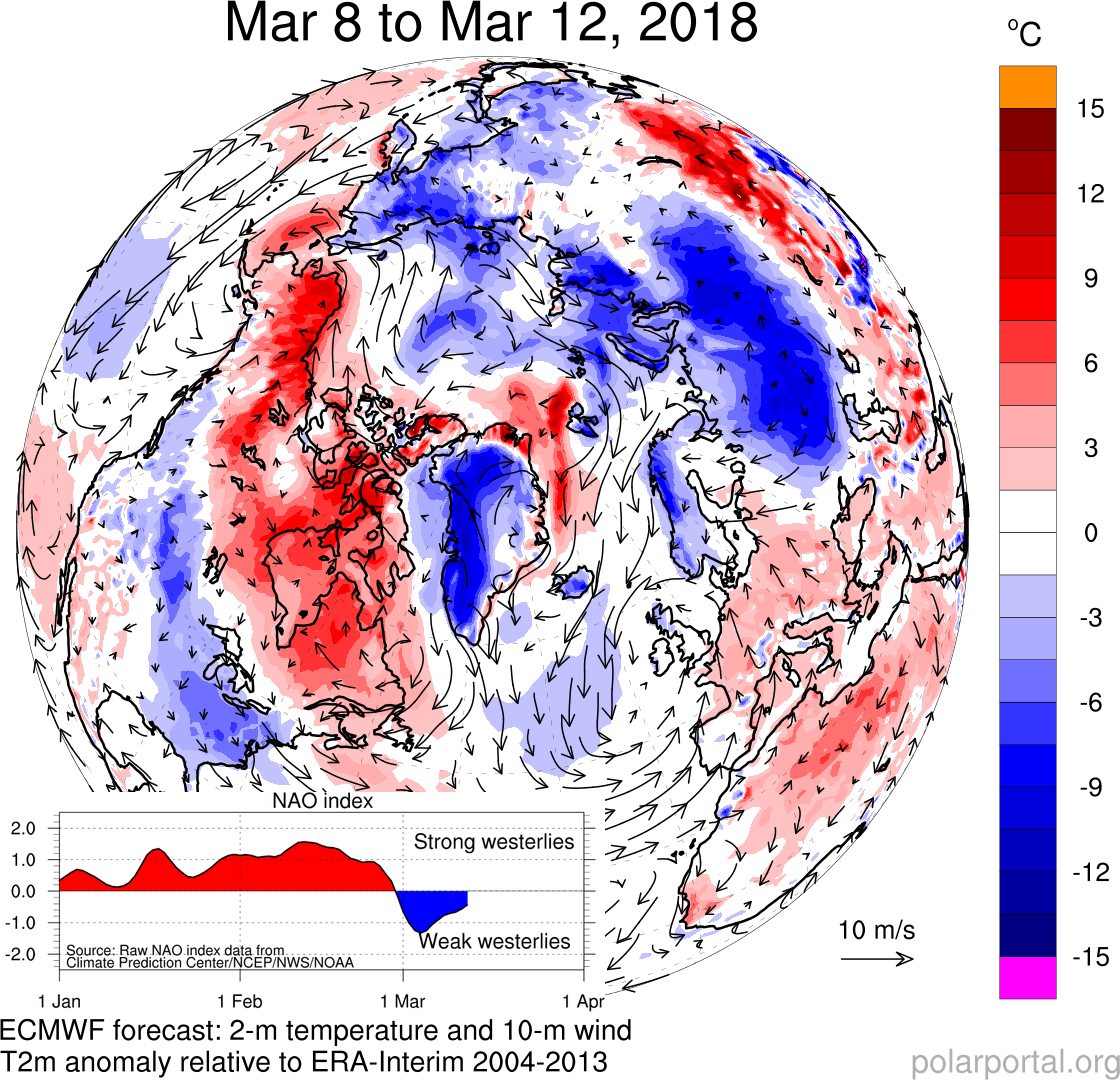 Mar 8 to Mar 12, 2018
°C
15
12
9
6
3
0
-3
-6
-9
-12
-15
10 m/s
NAO index
2.0
1.0
0.0
-1.0
-2.0
Strong westerlies
Weak westerlies
Source: Raw NAO index data from
Climate Prediction Center/NCEP/NWS/NOAA
1 Jan
1 Feb
1 Mar
1 Apr
ECMWF forecast: 2-m temperature and 10-m wind
T2m anomaly relative to ERA-Interim 2004-2013
polarportal.org